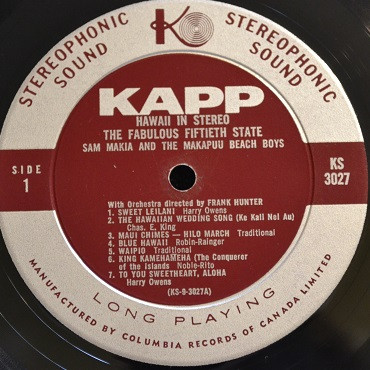 STEREOPHONIC SOUND
K
STEREOPHONIC SOUND
KAPP
HAWAII IN STEREO
THE FABULOUS FIFTIETH STATE
SAM MAKIA AND THE MAKAPUU BEACH BOYS
SIDE
1
KS
3027
With Orchestra directed by FRANK HUNTER
1. SWEET LEILANI Harry Owens
2. THE HAWAIIAN WEDDING SONG (Ke Kali Nei Au)
Chas. E. King
3. MAUI CHIMES — HILO MARCH Traditional
4. BLUE HAWAII Robin-Rainger
5. WAIPIO Traditional
6. KING KAMEHAMEHA (The Conqueror
of the Islands Noble-Rito
7. TO YOU SWEETHEART, ALOHA
Harry Owens
(KS-9-3027A)
LONG PLAYING
MANUFACTURED BY COLUMBIA RECORDS OF CANADA LIMITED